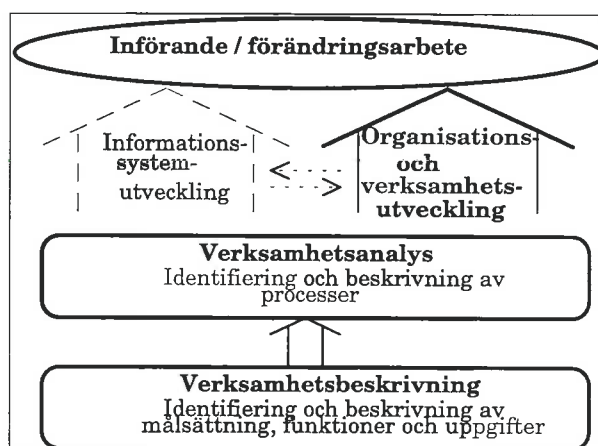 Införande / förändringsarbete
Informations-
system-
utveckling
Organisations-
och
verksamhets-
utveckling
Verksamhetsanalys
Identifiering och beskrivning av
processer
Verksamhetsbeskrivning
Identifiering och beskrivning av
målsättning, funktioner och uppgifter